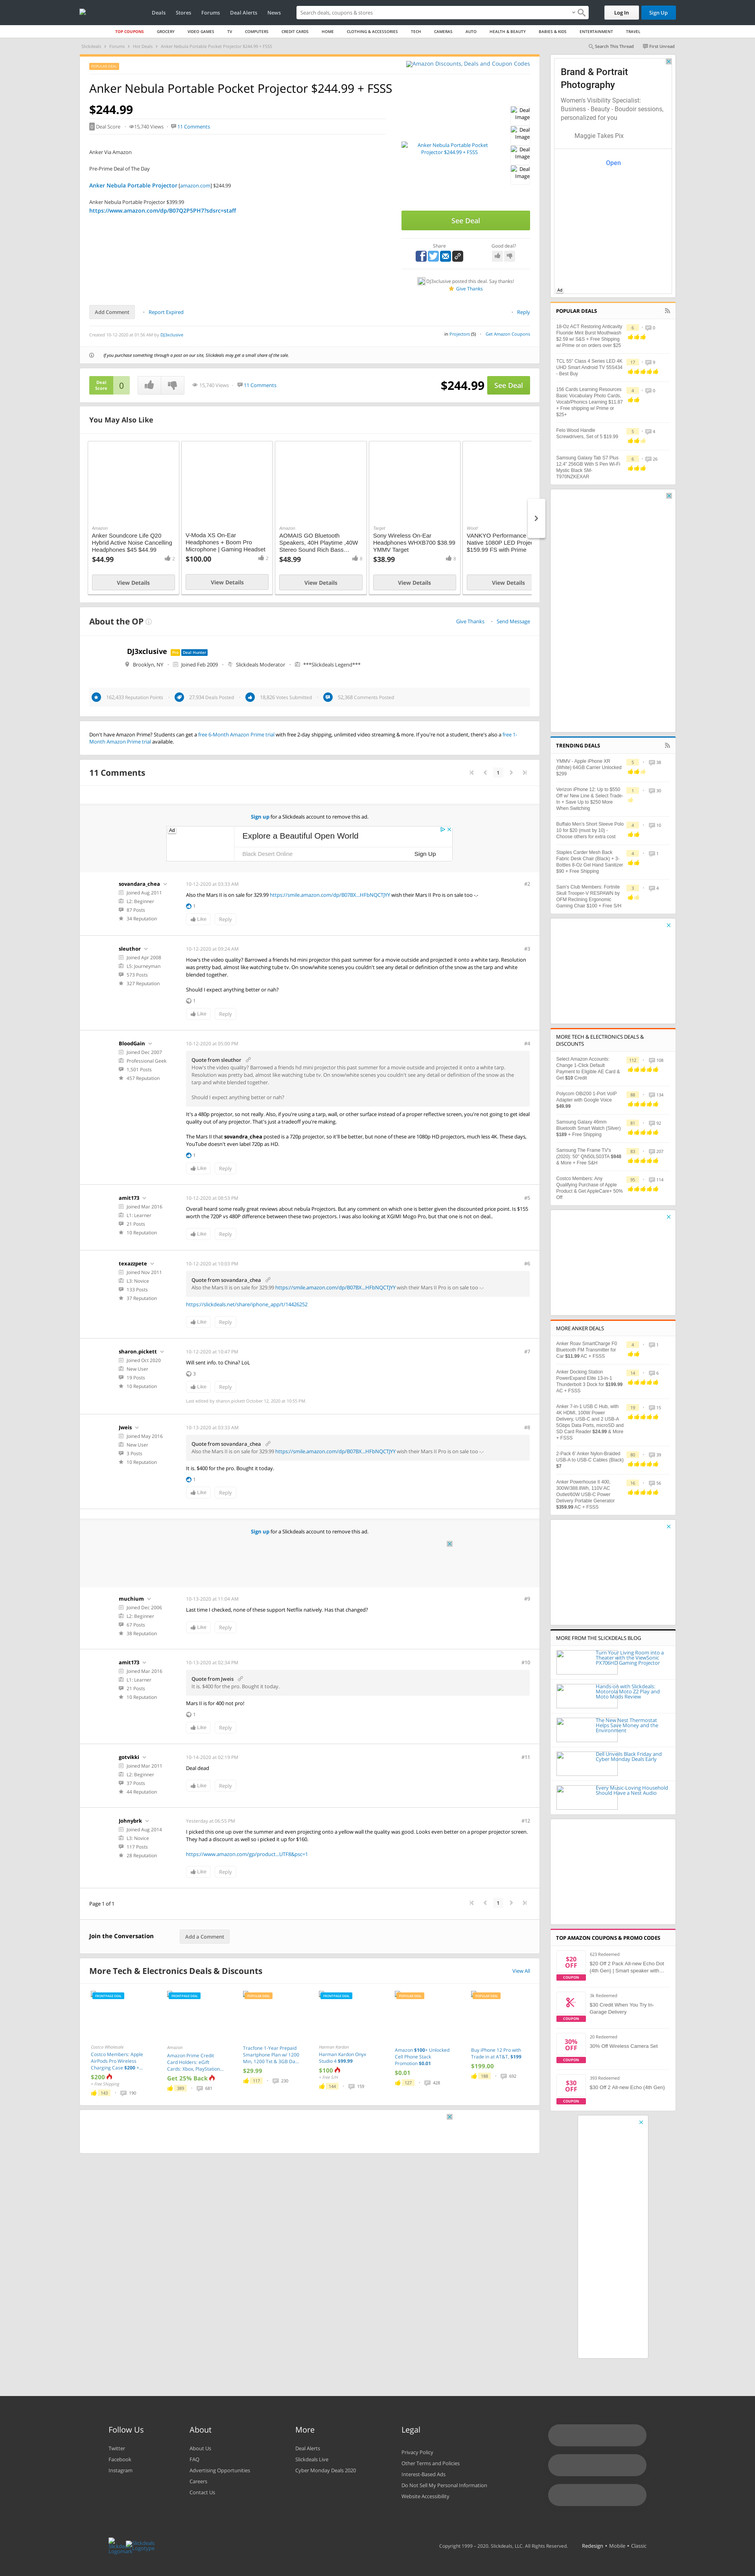 Deals Stores Forums Deal Alerts News
Search deals, coupons & stores
Log In Sign Up
TOP COUPONS GROCERY VIDEO GAMES TV COMPUTERS CREDIT CARDS HOME CLOTHING & ACCESSORIES TECH CAMERAS AUTO HEALTH & BEAUTY BABIES & KIDS ENTERTAINMENT TRAVEL
Slickdeals › Forums › Hot Deals › Anker Nebula Portable Pocket Projector $244.99 + FSSS
Search This Thread First Unread
Amazon Discounts, Deals and Coupon Codes
Anker Nebula Portable Pocket Projector $244.99 + FSSS
$244.99
Deal Score 15,740 Views 11 Comments
Anker Via Amazon
Pre-Prime Deal of The Day
Anker Nebula Portable Projector [amazon.com] $244.99
Anker Nebula Portable Projector $399.99
https://www.amazon.com/dp/B07Q2P5PH7?sdsrc=staff
Anker Nebula Portable Pocket Projector $244.99 + FSSS
Deal Image
Deal Image
Deal Image
Deal Image
See Deal
Share Good deal?
DJ3xclusive posted this deal. Say thanks!
Give Thanks
Add Comment Report Expired Reply
Created 10-12-2020 at 01:56 AM by DJ3xclusive
in Projectors (5) Get Amazon Coupons
If you purchase something through a post on our site, Slickdeals may get a small share of the sale.
Deal Score 0 15,740 Views 11 Comments $244.99 See Deal
You May Also Like
Amazon
Anker Soundcore Life Q20 Hybrid Active Noise Cancelling Headphones $45 $44.99
$44.99 2
View Details
V-Moda XS On-Ear Headphones + Boom Pro Microphone | Gaming Headset
$100.00 2
View Details
Amazon
AOMAIS GO Bluetooth Speakers, 40H Playtime ,40W Stereo Sound Rich Bass...
$48.99 0
View Details
Target
Sony Wireless On-Ear Headphones WHXB700 $38.99 YMMV Target
$38.99 8
View Details
Woot!
VANKYO Performance Native 1080P LED Projec
$159.99 FS with Prime
View Details
About the OP
Give Thanks Send Message
DJ3xclusive Pro Deal Hunter
Brooklyn, NY Joined Feb 2009 Slickdeals Moderator ***Slickdeals Legend***
162,433 Reputation Points 27,934 Deals Posted 18,826 Votes Submitted 52,368 Comments Posted
Don't have Amazon Prime? Students can get a free 6-Month Amazon Prime trial with free 2-day shipping, unlimited video streaming & more. If you're not a student, there's also a free 1-Month Amazon Prime trial available.
11 Comments
1
Sign up for a Slickdeals account to remove this ad.
Ad
Explore a Beautiful Open World
Black Desert Online Sign Up
sovandara_chea
Joined Aug 2011
L2: Beginner
87 Posts
34 Reputation
10-12-2020 at 03:33 AM #2
Also the Mars II is on sale for 329.99 https://smile.amazon.com/dp/B07BX...HFbNQCTJYY wish their Mars II Pro is on sale too -.-
1
Like Reply
sleuthor
Joined Apr 2008
L5: Journeyman
573 Posts
327 Reputation
10-12-2020 at 09:24 AM #3
How's the video quality? Barrowed a friends hd mini projector this past summer for a movie outside and projected it onto a white tarp. Resolution was pretty bad, almost like watching tube tv. On snow/white scenes you couldn't see any detail or definition of those as the snow and white blended together.
Should I expect anything better or nah?
1
Like Reply
BloodGain
Joined Dec 2007
Professional Geek
1,501 Posts
457 Reputation
10-12-2020 at 05:00 PM #4
Quote from sleuthor
How's the video quality? Barrowed a friends hd mini projector this past summer for a movie outside and projected it onto a white tarp. Resolution was pretty bad, almost like watching tube tv. On snow/white scenes you couldn't see any detail or definition of those as the snow and white blended together.
Should I expect anything better or nah?
It's a 480p projector, so not really. Also, if you're using a tarp, wall, or other surface instead of a proper reflective screen, you're not going to get ideal quality out of any projector. That's just a tradeoff you're making.
The Mars II that sovandra_chea posted is a 720p projector, so it'll be better, but none of these are 1080p HD projectors, much less 4K. These days, YouTube doesn't even label 720p as HD.
1
Like Reply
amit173
Joined Mar 2016
L1: Learner
21 Posts
10 Reputation
10-12-2020 at 08:53 PM #5
Overall heard some really great reviews about nebula Projectors. But any comment on which one is better given the discounted price point. Is $155 worth the 720P v/s 480P difference between these two projectors. I was also looking at XGIMI Mogo Pro, but that one is not on deal..
Like Reply
texazzpete
Joined Nov 2011
L3: Novice
133 Posts
37 Reputation
10-12-2020 at 10:03 PM #6
Quote from sovandara_chea
Also the Mars II is on sale for 329.99 https://smile.amazon.com/dp/B07BX...HFbNQCTJYY wish their Mars II Pro is on sale too -.-
https://slickdeals.net/share/iphone_app/t/14426252
Like Reply
sharon.pickett
Joined Oct 2020
New User
19 Posts
10 Reputation
10-12-2020 at 10:47 PM #7
Will sent info. to China? LoL
3
Like Reply
Last edited by sharon.pickett October 12, 2020 at 10:55 PM.
Jweis
Joined May 2016
New User
3 Posts
10 Reputation
10-13-2020 at 03:33 AM #8
Quote from sovandara_chea
Also the Mars II is on sale for 329.99 https://smile.amazon.com/dp/B07BX...HFbNQCTJYY wish their Mars II Pro is on sale too -.-
It is. $400 for the pro. Bought it today.
1
Like Reply
Sign up for a Slickdeals account to remove this ad.
muchium
Joined Dec 2006
L2: Beginner
67 Posts
38 Reputation
10-13-2020 at 11:04 AM #9
Last time I checked, none of these support Netflix natively. Has that changed?
Like Reply
amit173
Joined Mar 2016
L1: Learner
21 Posts
10 Reputation
10-13-2020 at 02:34 PM #10
Quote from Jweis
It is. $400 for the pro. Bought it today.
Mars II is for 400 not pro!
1
Like Reply
gotvikki
Joined Mar 2011
L2: Beginner
37 Posts
44 Reputation
10-14-2020 at 02:19 PM #11
Deal dead
Like Reply
Johnybrk
Joined Aug 2014
L3: Novice
117 Posts
28 Reputation
Yesterday at 06:55 PM #12
I picked this one up over the summer and even projecting onto a yellow wall the quality was good. Looks even better on a proper projector screen. They had a discount as well so i picked it up for $160.
https://www.amazon.com/gp/product...UTF8&psc=1
Like Reply
Page 1 of 1 1
Join the Conversation Add a Comment
More Tech & Electronics Deals & Discounts View All
FRONTPAGE DEAL
Costco Wholesale
Costco Members: Apple AirPods Pro Wireless Charging Case $200 + ...
$200
+ free shipping
FRONTPAGE DEAL
Amazon
Amazon Prime Credit Card Holders: eGift Cards: Xbox, PlayStation...
Get 25% Back
POPULAR DEAL
Tracfone 1-Year Prepaid Smartphone Plan w/ 1200 Min, 1200 Txt & 3GB Da...
$29.99
117 230
FRONTPAGE DEAL
Harman Kardon
Harman Kardon Onyx Studio 4 $99.99
$100
+ free s/h!
144 159
POPULAR DEAL
Amazon $100+ Unlocked Cell Phone Stack Promotion $0.01
$0.01
127 428
POPULAR DEAL
Buy iPhone 12 Pro with Trade in at AT&T, $199
$199.00
Brand & Portrait Photography
Women's Visibility Specialist: Business - Beauty - Boudoir sessions, personalized for you
Maggie Takes Pix
Open
Ad
POPULAR DEALS
18-Oz ACT Restoring Anticavity Fluoride Mint Burst Mouthwash $2.59 w/ S&S + Free Shipping w/ Prime or on orders over $25
TCL 55" Class 4 Series LED 4K UHD Smart Android TV 55S434 - Best Buy
156 Cards Learning Resources Basic Vocabulary Photo Cards, Vocab/Phonics Learning $11.87 + Free shipping w/ Prime or $25+
Felo Wood Handle Screwdrivers, Set of 5 $19.99
Samsung Galaxy Tab S7 Plus 12.4" 256GB With S Pen Wi-Fi Mystic Black SM-T970NZKEXAR
TRENDING DEALS
YMMV - Apple iPhone XR (White) 64GB Carrier Unlocked $299
Verizon iPhone 12: Up to $550 Off w/ New Line & Select Trade-In + Save Up to $250 More When Switching
Buffalo Men's Short Sleeve Polo 10 for $20 (must by 10) - Choose others for extra cost
Staples Carder Mesh Back Fabric Desk Chair (Black) + 3-Bottles 8-Oz Gel Hand Sanitizer $90 + Free Shipping
Sam's Club Members: Fortnite Skull Trooper-V RESPAWN by OFM Reclining Ergonomic Gaming Chair $100 + Free S/H
MORE TECH & ELECTRONICS DEALS & DISCOUNTS
Select Amazon Accounts: Change 1-Click Default Payment to Eligible AE Card & Get $10 Credit
Polycom OBi200 1-Port VoIP Adapter with Google Voice $49.99
Samsung Galaxy 46mm Bluetooth Smart Watch (Silver) $189 + Free Shipping
Samsung The Frame TV's (2020): 50" QN50LS03TA $948 & More + Free S&H
Costco Members: Any Qualifying Purchase of Apple Product & Get AppleCare+ 50% Off
MORE ANKER DEALS
Anker Roav SmartCharge F0 Bluetooth FM Transmitter for Car $11.99 AC + FSSS
Anker Docking Station PowerExpand Elite 13-in-1 Thunderbolt 3 Dock for $199.99 AC + FSSS
Anker 7-in-1 USB C Hub, with 4K HDMI, 100W Power Delivery, USB-C and 2 USB-A 5Gbps Data Ports, microSD and SD Card Reader $24.99 & More + FSSS
2-Pack 6' Anker Nylon-Braided USB-A to USB-C Cables (Black) $7
Anker Powerhouse II 400, 300W/388.8Wh, 110V AC Outlet/60W USB-C Power Delivery Portable Generator $359.99 AC + FSSS
MORE FROM THE SLICKDEALS BLOG
Turn Your Living Room into a Theater with the ViewSonic PX706HD Gaming Projector
Hands-on with Slickdeals: Motorola Moto Z2 Play and Moto Mods Review
The New Nest Thermostat Helps Save Money and the Environment
Dell Unveils Black Friday and Cyber Monday Deals Early
Every Music-Loving Household Should Have a Nest Audio
TOP AMAZON COUPONS & PROMO CODES
$20 OFF COUPON
623 Redeemed
$20 Off 2 Pack All-new Echo Dot (4th Gen) | Smart speaker with...
COUPON
3k Redeemed
$30 Credit When You Try In-Garage Delivery
30% OFF COUPON
20 Redeemed
30% Off Wireless Camera Set
$30 OFF COUPON
393 Redeemed
$30 Off 2 All-new Echo (4th Gen)
Follow Us
Twitter
Facebook
Instagram
About
About Us
FAQ
Advertising Opportunities
Careers
Contact Us
More
Deal Alerts
Slickdeals Live
Cyber Monday Deals 2020
Legal
Privacy Policy
Other Terms and Policies
Interest-Based Ads
Do Not Sell My Personal Information
Website Accessibility
Copyright 1999 – 2020. Slickdeals, LLC. All Rights Reserved. Redesign • Mobile • Classic